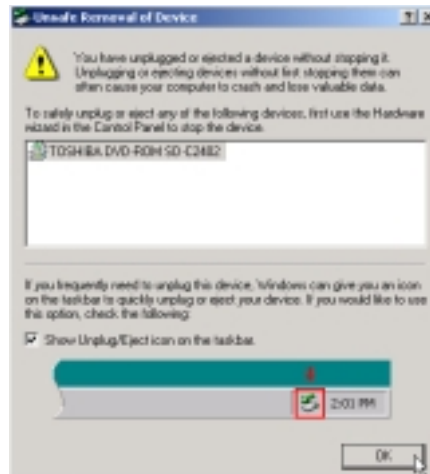 Unsafe Removal of Device
You have unplugged or ejected a device without stopping it.
Unplugging or ejecting devices without first stopping them can
often cause your computer to crash and lose valuable data.
To safely unplug or eject any of the following devices, first use the Hardware
wizard in the Control Panel to stop the device.
TOSHIBA DVD-ROM SD-C2402
If you frequently need to unplug this device, Windows can give you an icon
on the taskbar to quickly unplug or eject your device. If you would like to use
this option, check the following:
Show Unplug/Eject icon on the taskbar.
2:01 PM
OK